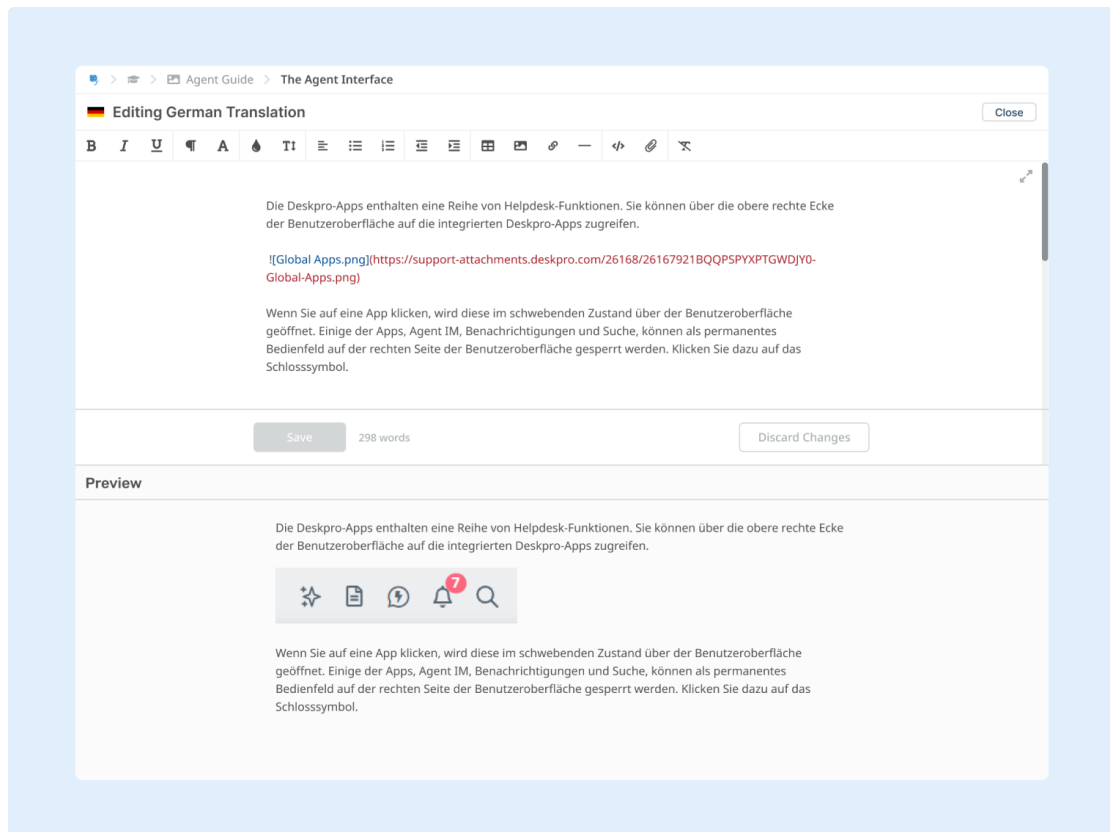 Agent Guide > The Agent Interface
Editing German Translation
Close
B I U ¶ A T
Die Deskpro-Apps enthalten eine Reihe von Helpdesk-Funktionen. Sie können über die obere rechte Ecke
der Benutzeroberfläche auf die integrierten Deskpro-Apps zugreifen.
![Global Apps.png](https://support-attachments.deskpro.com/26168/26167921BQQPSPYXPTGWDJY0-
Global-Apps.png)
Wenn Sie auf eine App klicken, wird diese im schwebenden Zustand über der Benutzeroberfläche
geöffnet. Einige der Apps, Agent IM, Benachrichtigungen und Suche, können als permanentes
Bedienfeld auf der rechten Seite der Benutzeroberfläche gesperrt werden. Klicken Sie dazu auf das
Schlosssymbol.
Save
298 words
Discard Changes
Preview
Die Deskpro-Apps enthalten eine Reihe von Helpdesk-Funktionen. Sie können über die obere rechte Ecke
der Benutzeroberfläche auf die integrierten Deskpro-Apps zugreifen.
7
Wenn Sie auf eine App klicken, wird diese im schwebenden Zustand über der Benutzeroberfläche
geöffnet. Einige der Apps, Agent IM, Benachrichtigungen und Suche, können als permanentes
Bedienfeld auf der rechten Seite der Benutzeroberfläche gesperrt werden. Klicken Sie dazu auf das
Schlosssymbol.